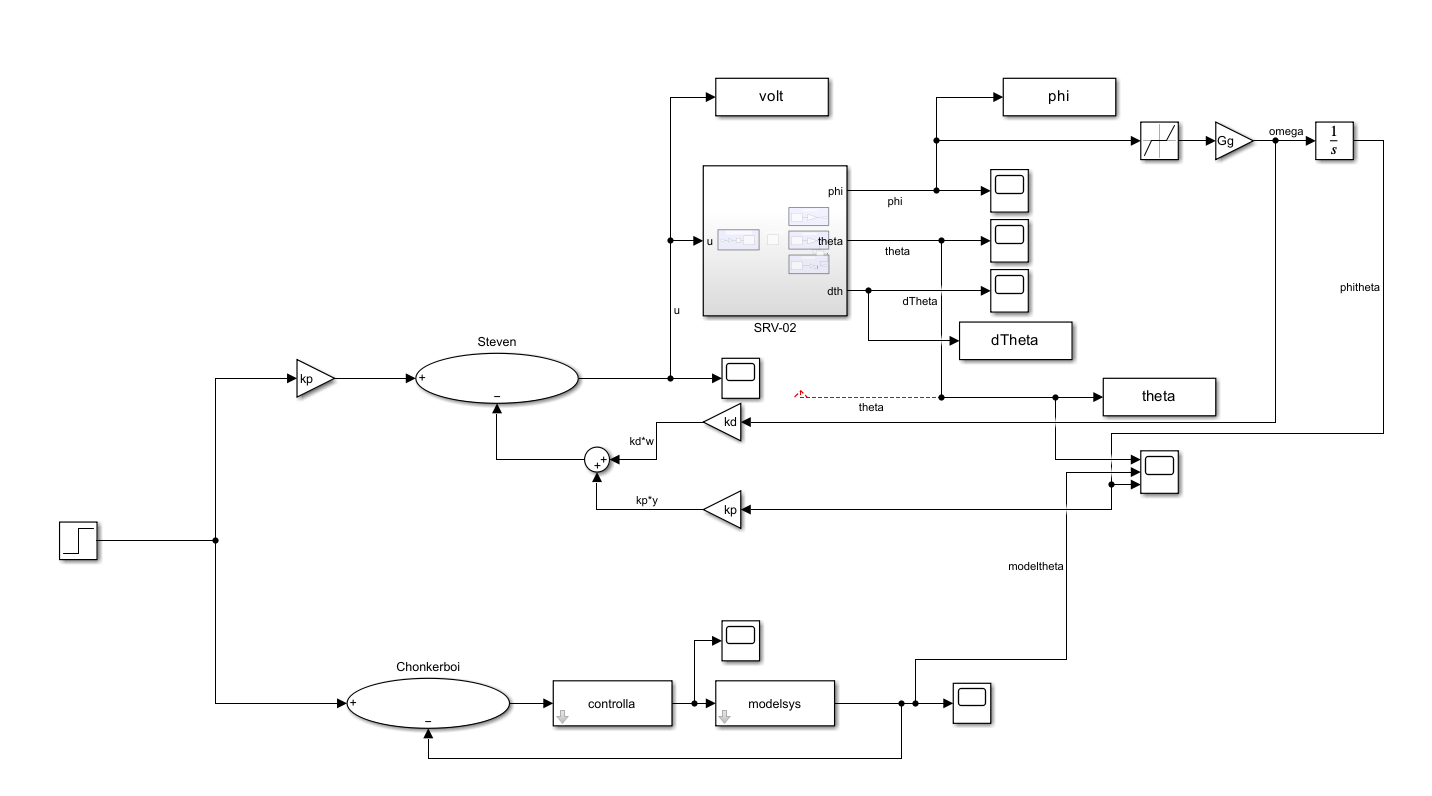 volt
phi
Gg
omega
1
s
phi
phi
u
theta
theta
dth
dTheta
phitheta
u
SRV-02
dTheta
Steven
kp
+
−
theta
theta
kd
kd*w
+
+
kp*y
kp
modeltheta
Chonkerboi
+
−
controlla
modelsys